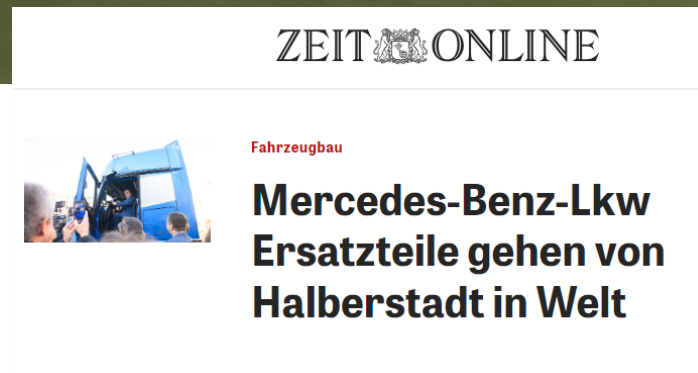 ZEIT ONLINE
Fahrzeugbau
Mercedes-Benz-Lkw
Ersatzteile gehen von
Halberstadt in Welt